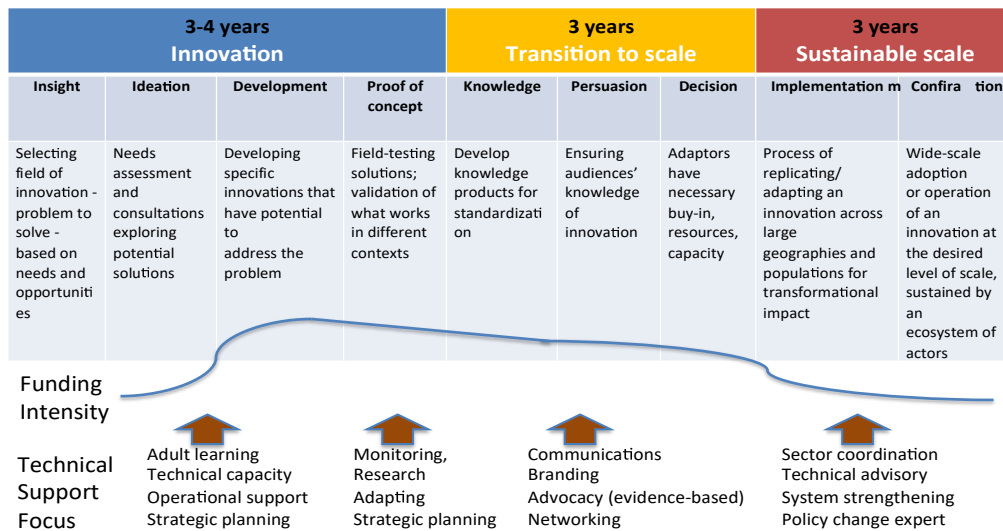 3-4 years
Innovation
3 years
Transition to scale
3 years
Sustainable scale
Insight
Ideation
Development
Proof of
concept
Knowledge
Persuasion
Decision
Implementation m
Confira tion
Selecting
field of
innovation -
problem to
solve -
based on
needs and
opportuniti
es
Needs
assessment
and
consultations
exploring
potential
solutions
Developing
specific
innovations that
have potential
to
address the
problem
Field-testing
solutions;
validation of
what works
in different
contexts
Develop
knowledge
products for
standardizati
on
Ensuring
audiences’
knowledge
of
innovation
Adaptors
have
necessary
buy-in,
resources,
capacity
Process of
replicating/
adapting an
innovation across
large
geographies and
populations for
transformational
impact
Wide-scale
adoption
or operation
of an
innovation at
the desired
level of scale,
sustained by
an
ecosystem of
actors
Funding
Intensity
Technical
Support
Focus
Adult learning
Technical capacity
Operational support
Strategic planning
Monitoring,
Research
Adapting
Strategic planning
Communications
Branding
Advocacy (evidence-based)
Networking
Sector coordination
Technical advisory
System strengthening
Policy change expert